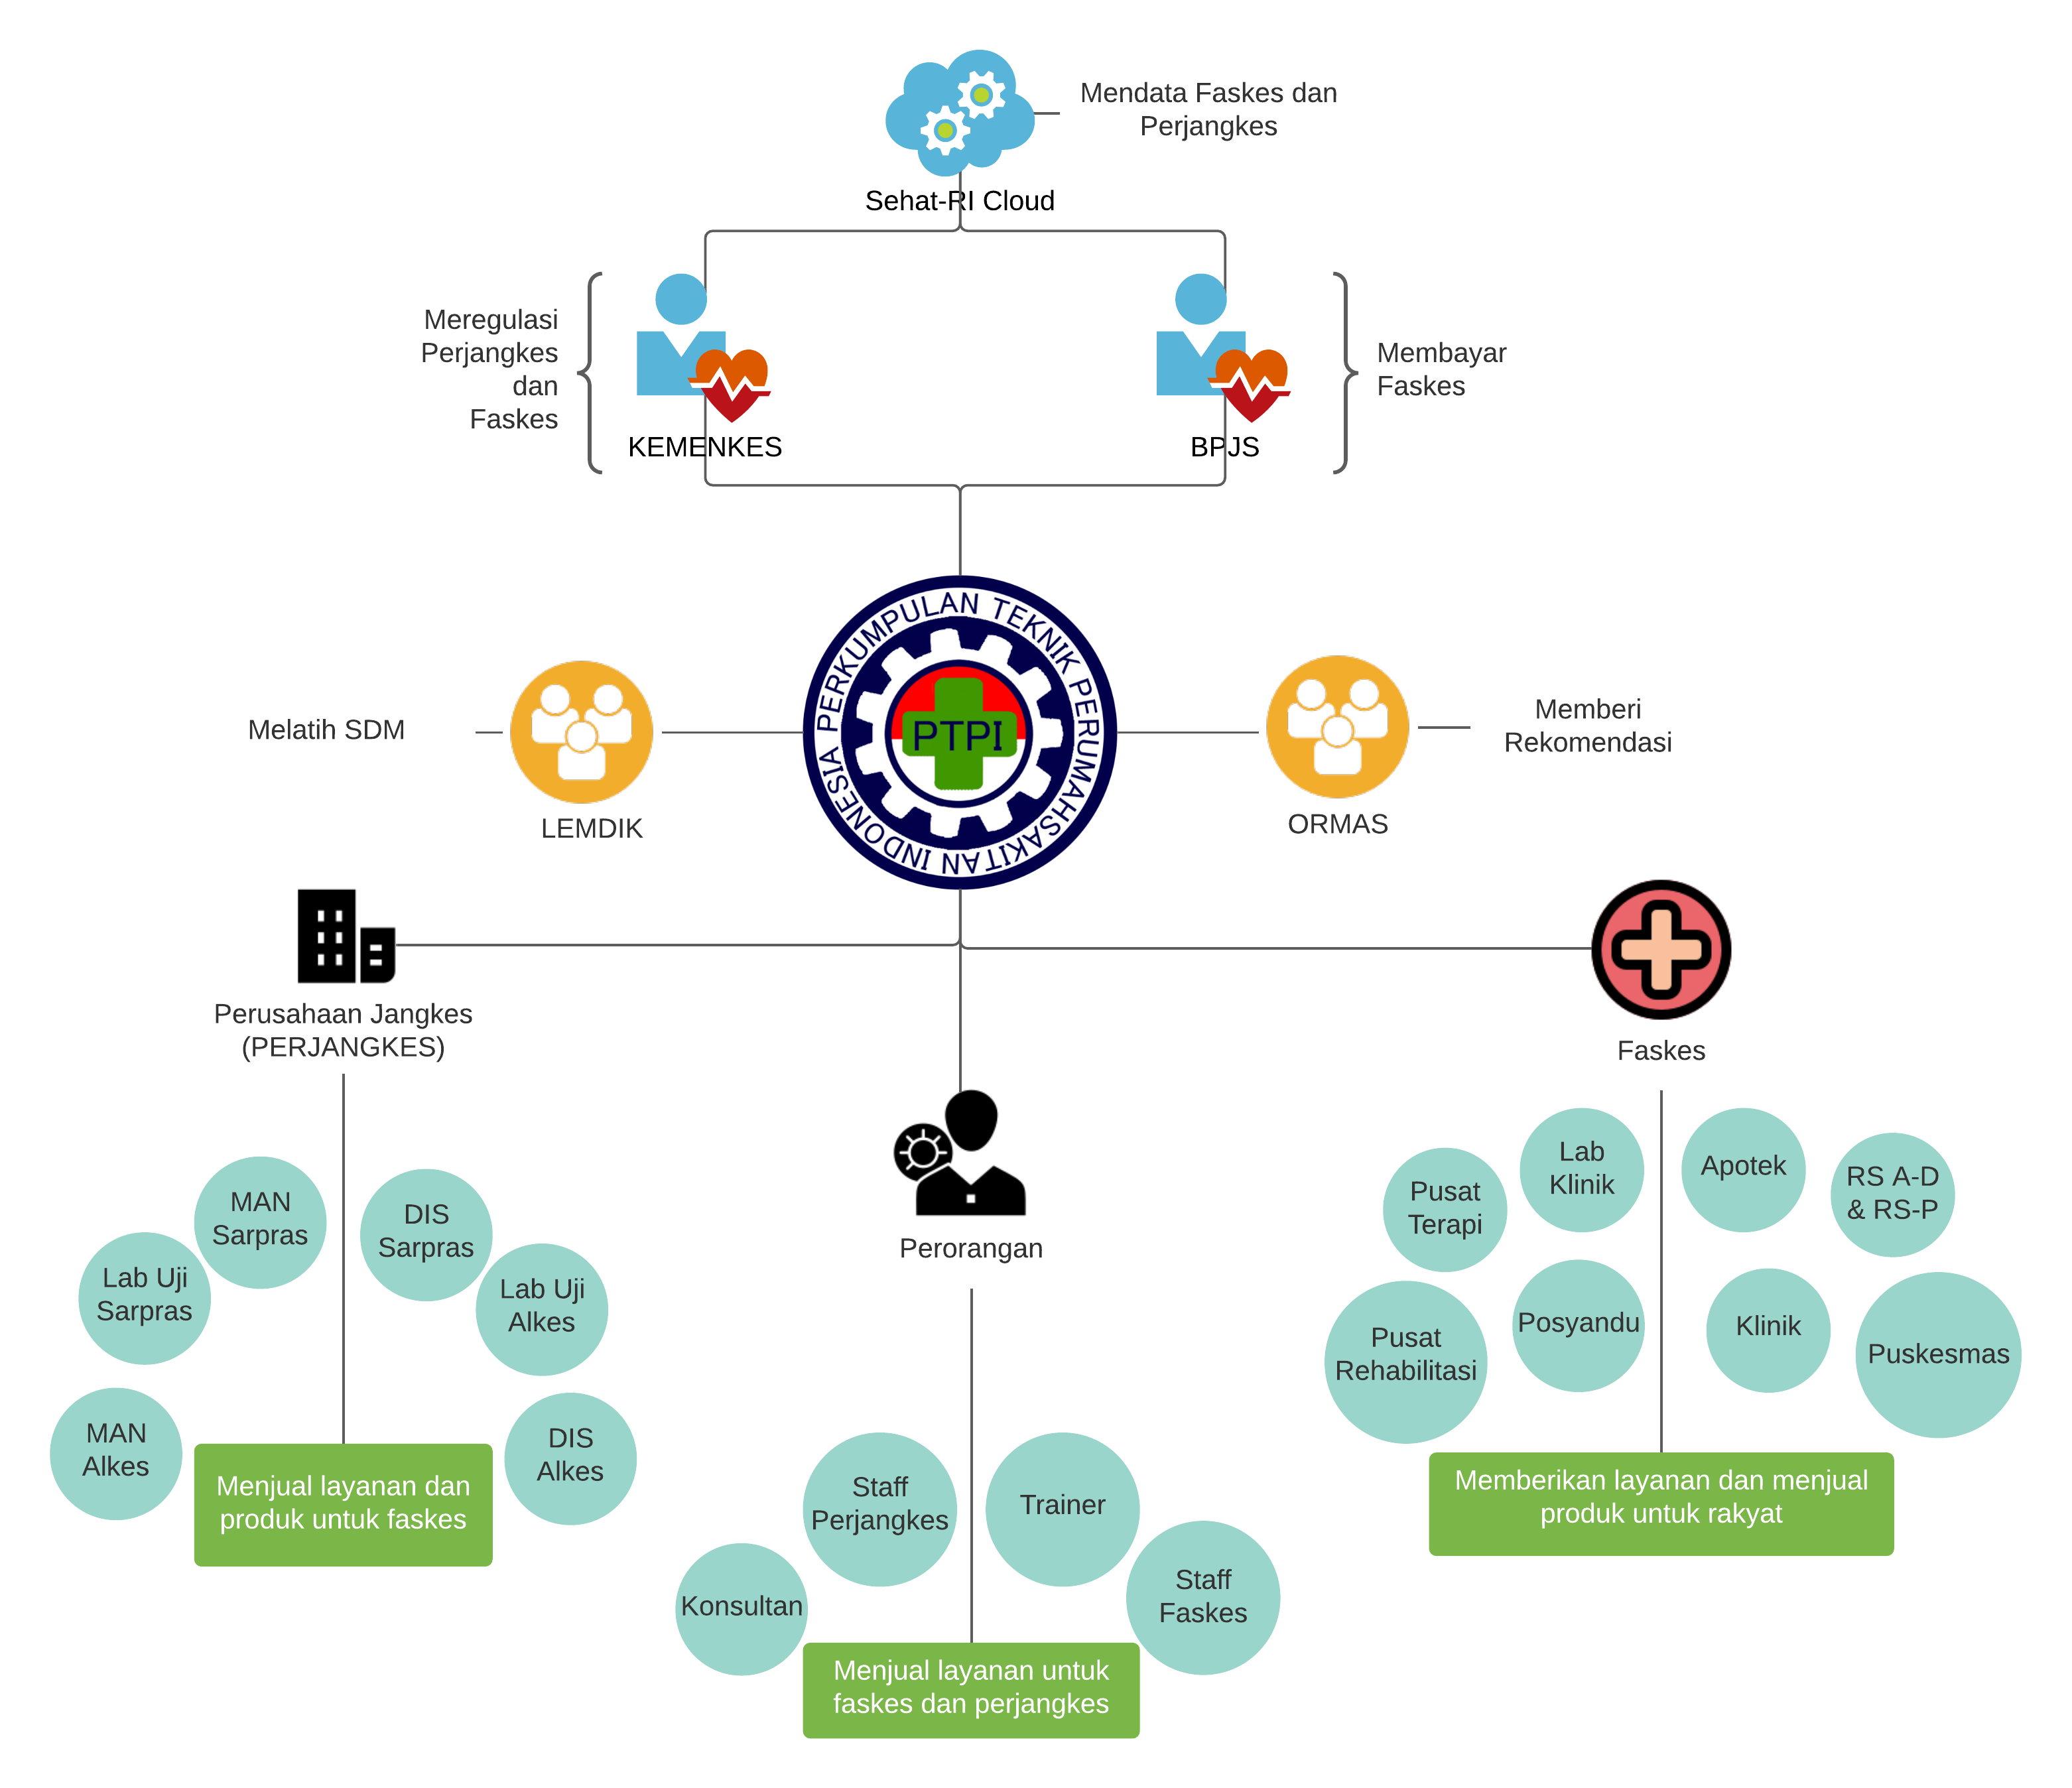 Mendata Faskes dan
Perjangkes
Sehat-RI Cloud
Meregulasi
Perjangkes
dan
Faskes
KEMENKES
BPJS
Membayar
Faskes
PERKUMPULAN TEKNIK PERUMAHSAKITAN INDONESIA
PTPI
Melatih SDM
LEMDIK
ORMAS
Memberi
Rekomendasi
Perusahaan Jangkes
(PERJANGKES)
MAN
Sarpras
DIS
Sarpras
Lab Uji
Sarpras
Lab Uji
Alkes
MAN
Alkes
DIS
Alkes
Menjual layanan dan
produk untuk faskes
Perorangan
Staff
Perjangkes
Trainer
Konsultan
Staff
Faskes
Menjual layanan untuk
faskes dan perjangkes
Faskes
Lab
Klinik
Apotek
Pusat
Terapi
RS A-D
& RS-P
Pusat
Rehabilitasi
Posyandu
Klinik
Puskesmas
Memberikan layanan dan menjual
produk untuk rakyat